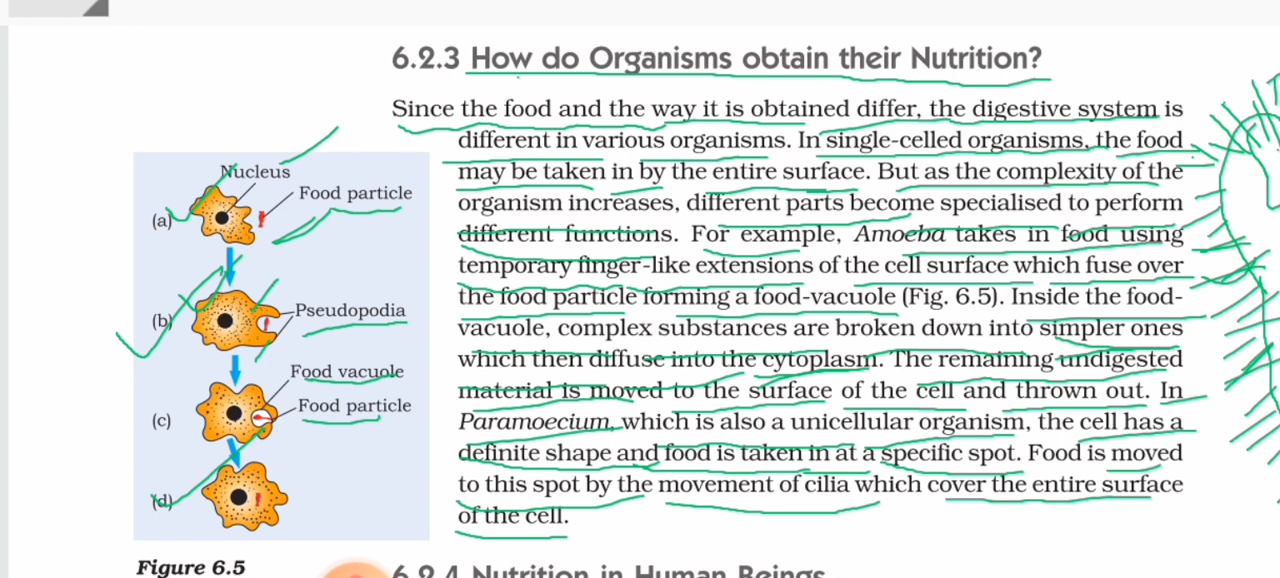 6.2.3 How do Organisms obtain their Nutrition?
Since the food and the way it is obtained differ, the digestive system is
different in various organisms. In single-celled organisms, the food
may be taken in by the entire surface. But as the complexity of the
organism increases, different parts become specialised to perform
different functions. For example, Amoeba takes in food using
temporary finger-like extensions of the cell surface which fuse over
the food particle forming a food-vacuole (Fig. 6.5). Inside the food-
vacuole, complex substances are broken down into simpler ones
which then diffuse into the cytoplasm. The remaining undigested
material is moved to the surface of the cell and thrown out. In
Paramoecium, which is also a unicellular organism, the cell has a
definite shape and food is taken in at a specific spot. Food is moved
to this spot by the movement of cilia which cover the entire surface
of the cell.
Nucleus
Food particle
(a)
Pseudopodia
(b)
Food vacuole
Food particle
(c)
(d)
Figure 6.5
6.2.4 Nutrition in Human Beings